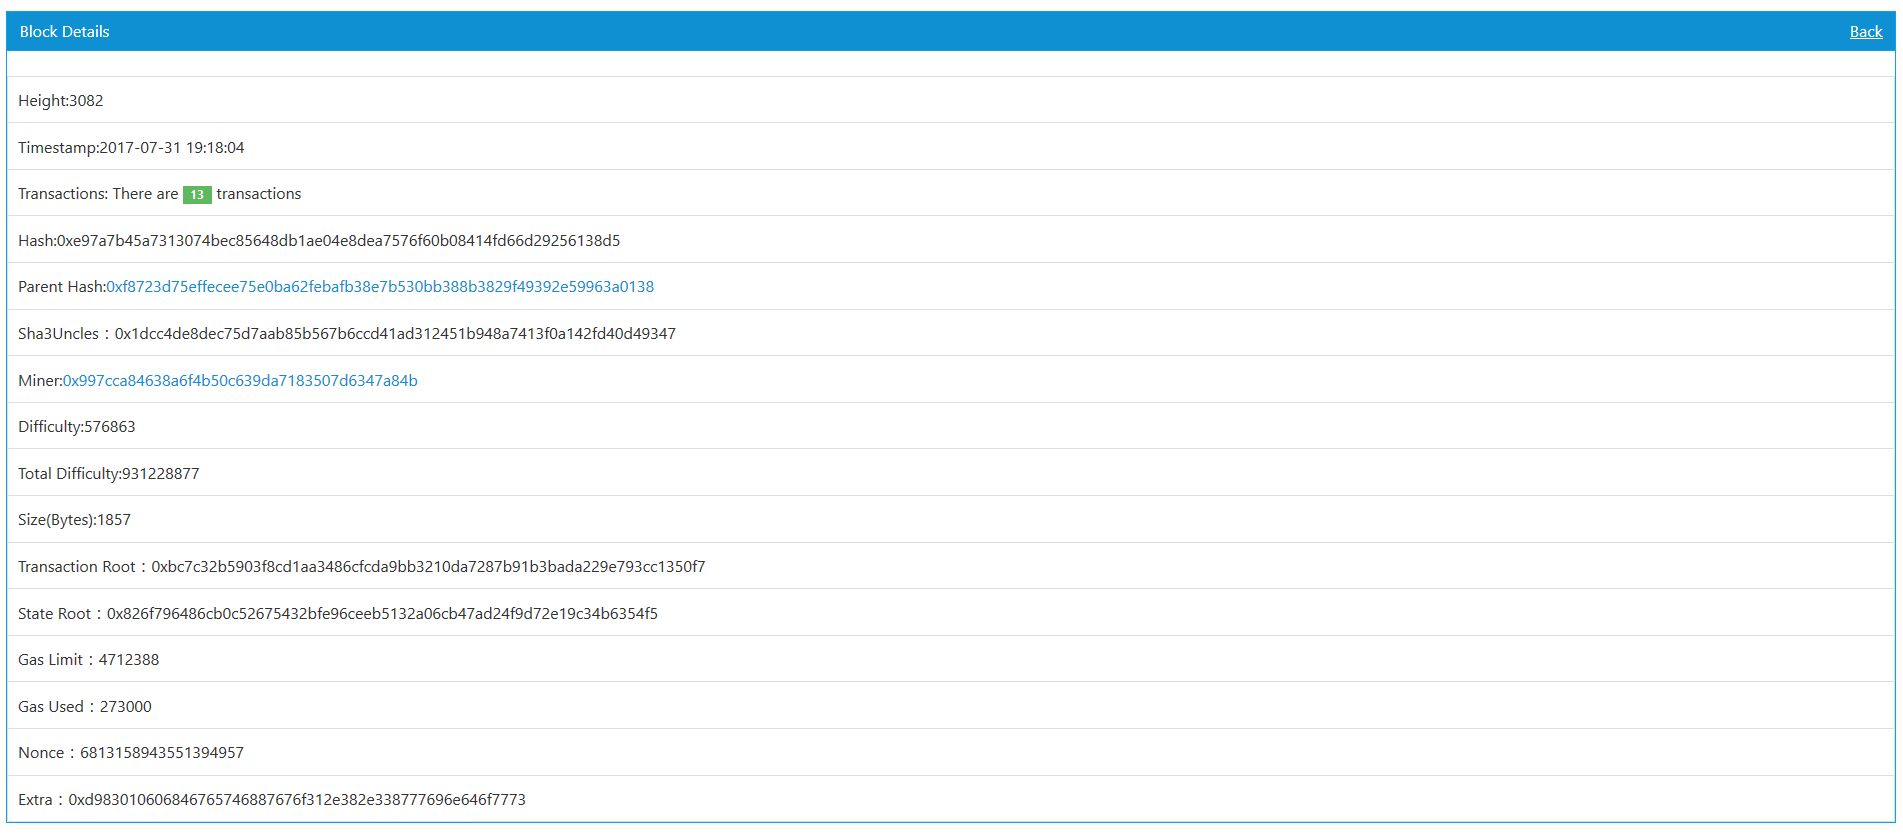 Block Details
Back
Height:3082
Timestamp:2017-07-31 19:18:04
Transactions: There are 13 transactions
Hash:0xe97a7b45a7313074bec85648db1ae04e8dea7576f60b08414fd66d29256138d5
Parent Hash:0xf8723d75effecee75e0ba62febafb38e7b530bb388b3829f49392e59963a0138
Sha3Uncles：0x1dcc4de8dec75d7aab85b567b6ccd41ad312451b948a7413f0a142fd40d49347
Miner:0x997cca84638a6f4b50c639da7183507d6347a84b
Difficulty:576863
Total Difficulty:931228877
Size(Bytes):1857
Transaction Root：0xbc7c32b5903f8cd1aa3486cfcda9bb3210da7287b91b3bada229e793cc1350f7
State Root：0x826f796486cb0c52675432bfe96ceeb5132a06cb47ad24f9d72e19c34b6354f5
Gas Limit：4712388
Gas Used：273000
Nonce：6813158943551394957
Extra：0xd983010606846765746887676f312e382e338777696e646f7773